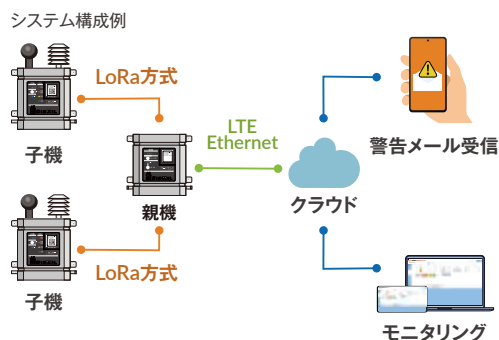 システム構成例
LoRa方式
子機
LTE
Ethernet
親機
クラウド
警告メール受信
LoRa方式
子機
モニタリング